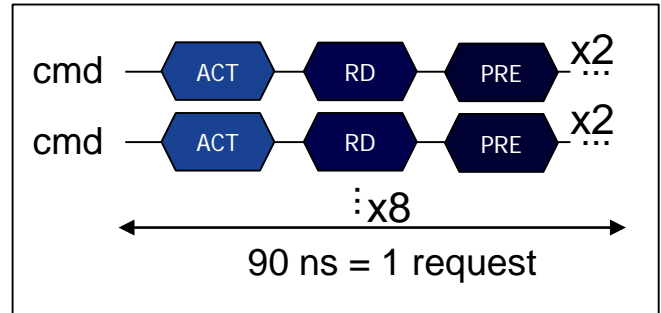 cmd ACT RD PRE x2 ...
cmd ACT RD PRE x2 ...
⋮x8
90 ns = 1 request